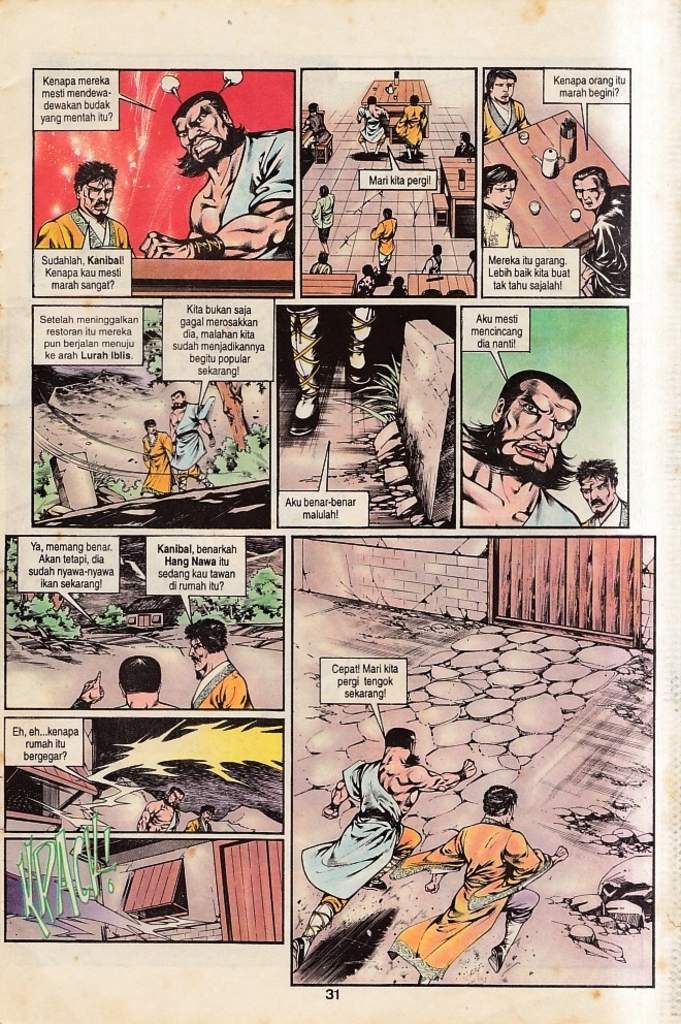 Kenapa mereka
mesti mendewa-
dewakan budak
yang mentah itu?
Sudahlah, Kanibal!
Kenapa kau mesti
marah sangat?
Mari kita pergi!
Kenapa orang itu
marah begini?
Mereka itu garang.
Lebih baik kita buat
tak tahu sajalah!
Setelah meninggalkan
restoran itu mereka
pun berjalan menuju
ke arah Lurah Iblis.
Kita bukan saja
gagal merosakkan
dia, malahan kita
sudah menjadikannya
begitu popular
sekarang!
Aku benar-benar
malulah!
Aku mesti
mencincang
dia nanti!
Ya, memang benar.
Akan tetapi, dia
sudah nyawa-nyawa
ikan sekarang!
Kanibal, benarkah
Hang Nawa itu
sedang kau tawan
di rumah itu?
Eh, eh...kenapa
rumah itu
bergegar?
KRACH!
Cepat! Mari kita
pergi tengok
sekarang!
31